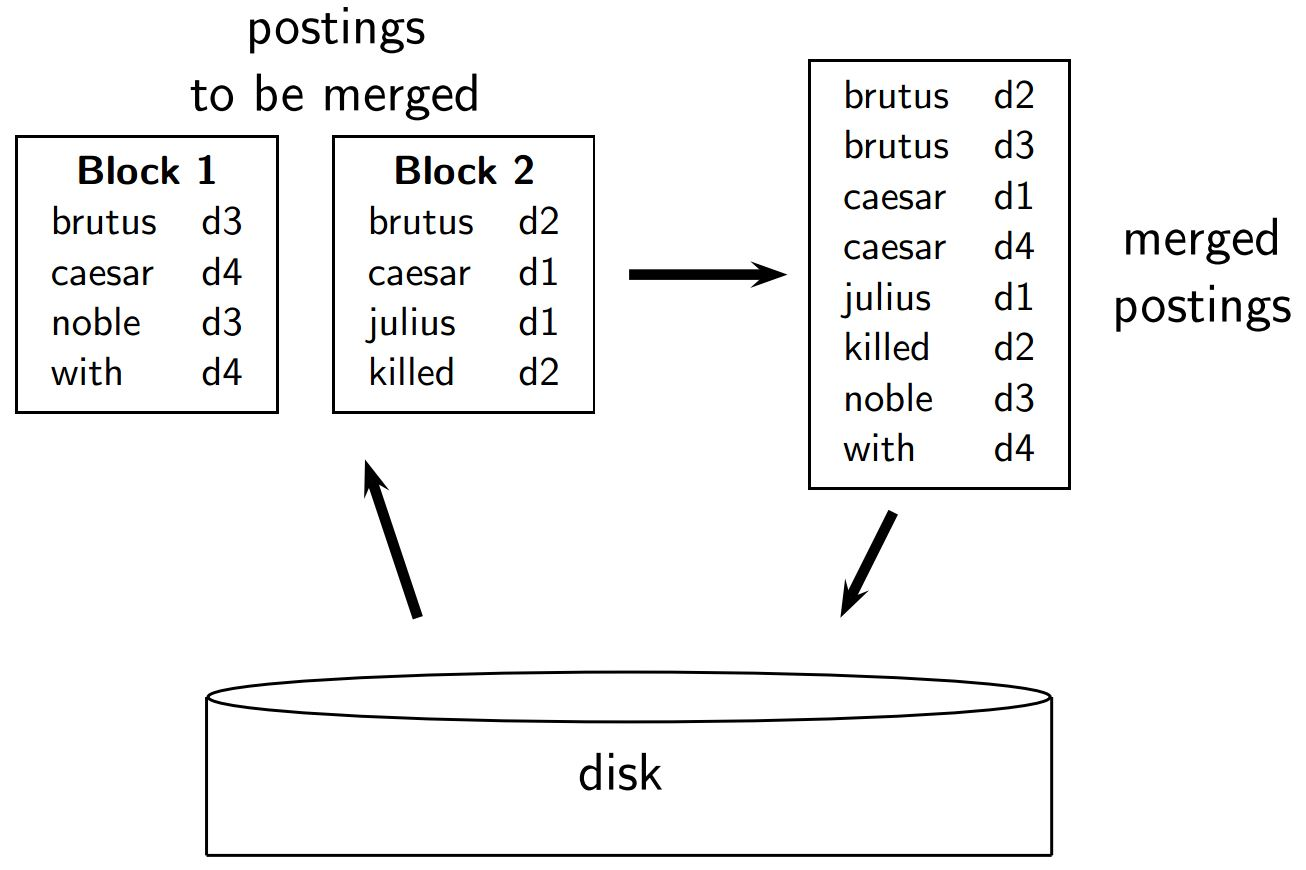 postings
to be merged
Block 1
brutus d3
caesar d4
noble d3
with d4
Block 2
brutus d2
caesar d1
julius d1
killed d2
brutus d2
brutus d3
caesar d1
caesar d4
julius d1
killed d2
noble d3
with d4
merged
postings
disk